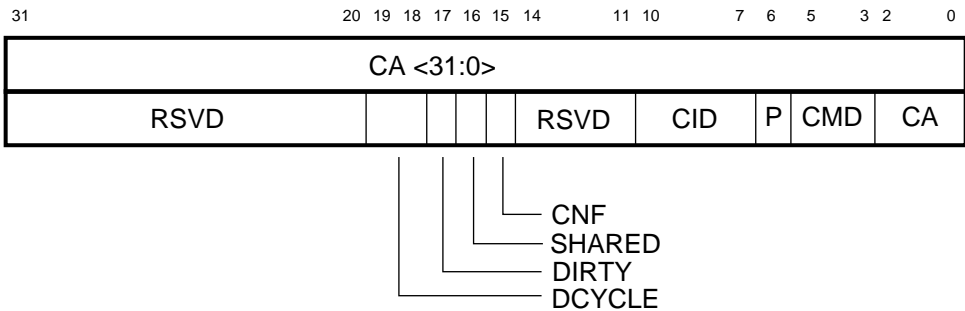 31 20 19 18 17 16 15 14 11 10 7 6 5 3 2 0
CA <31:0>
RSVD RSVD CID P CMD CA
CNF
SHARED
DIRTY
DCYCLE